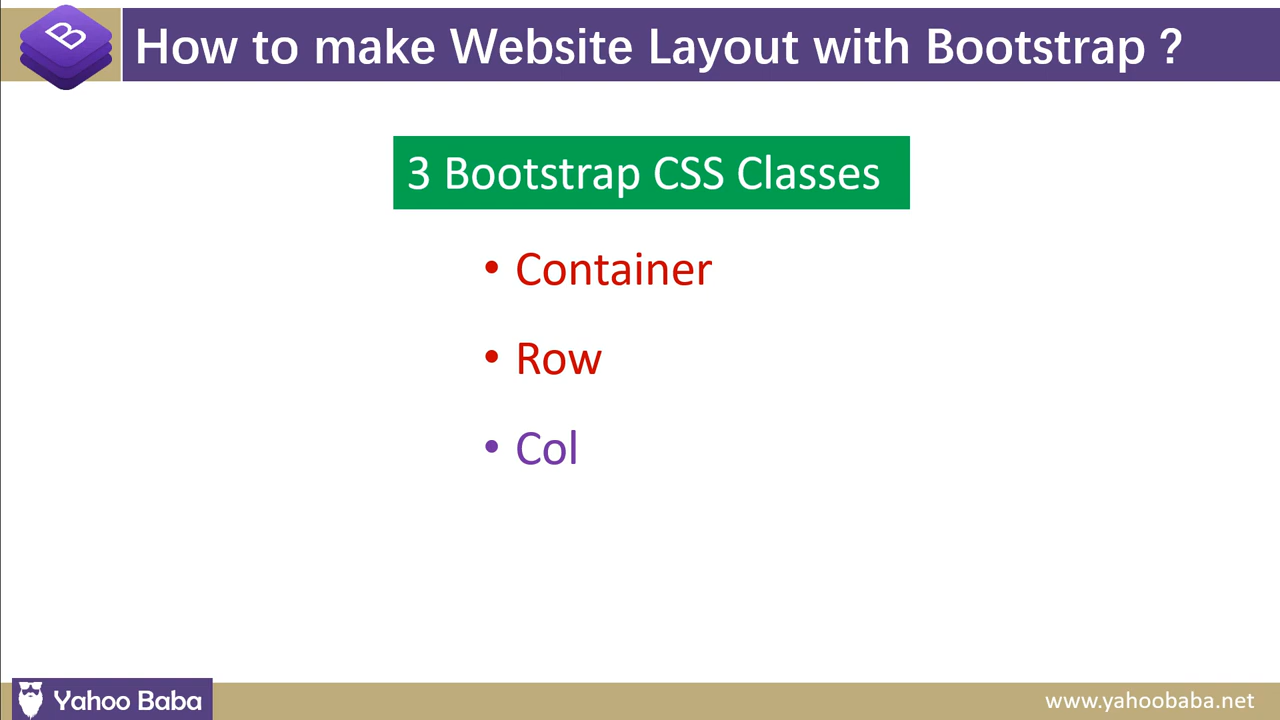 B
How to make Website Layout with Bootstrap ?
3 Bootstrap CSS Classes
• Container
• Row
• Col
Yahoo Baba
www.yahoobaba.net